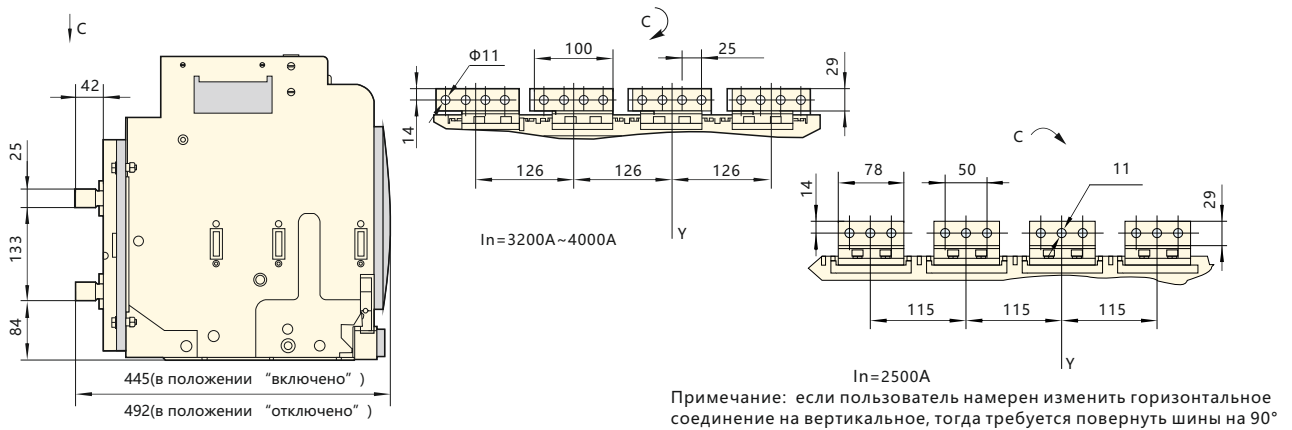 C
42
25
133
84
445(в положении “включено” )
492(в положении “отключено” )
C
Φ11
100
25
29
14
126
126
126
In=3200A~4000A
Y
C
78
50
11
14
29
115
115
115
Y
In=2500A
Примечание: если пользователь намерен изменить горизонтальное
соединение на вертикальное, тогда требуется повернуть шины на 90°